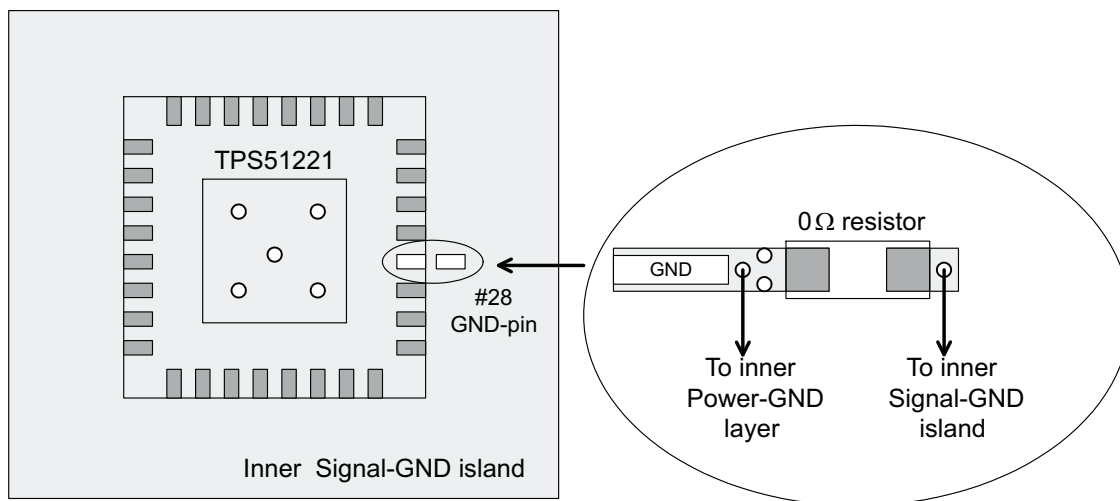 TPS51221
#28
GND-pin
Inner Signal-GND island
0Ω resistor
GND
To inner
Power-GND
layer
To inner
Signal-GND
island